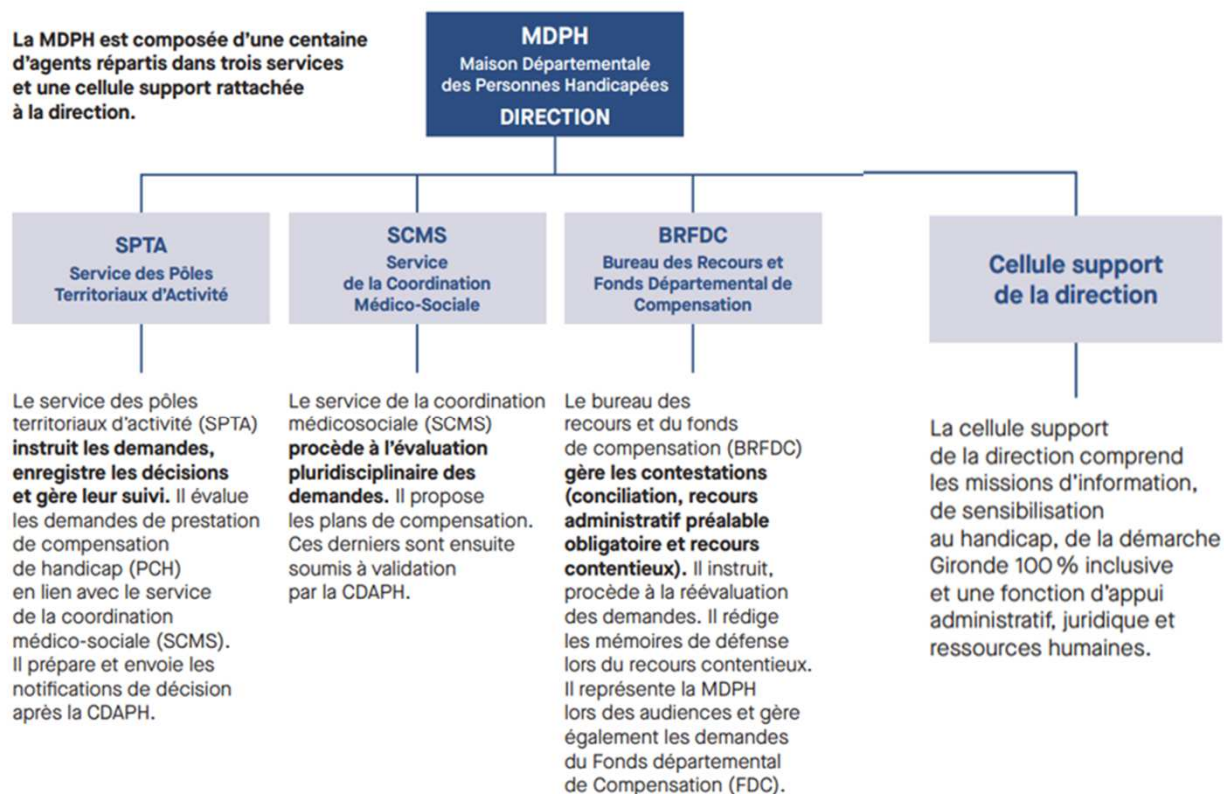 La MDPH est composée d'une centaine
d'agents répartis dans trois services
et une cellule support rattachée
à la direction.
MDPH
Maison Départementale
des Personnes Handicapées
DIRECTION
SPTA
Service des Pôles
Territoriaux d'Activité
SCMS
Service
de la Coordination
Médico-Sociale
BRFDC
Bureau des Recours et
Fonds Départemental de
Compensation
Cellule support
de la direction
Le service des pôles
territoriaux d'activité (SPTA)
instruit les demandes,
enregistre les décisions
et gère leur suivi. Il évalue
les demandes de prestation
de compensation
de handicap (PCH)
en lien avec le service
de la coordination
médico-sociale (SCMS).
Il prépare et envoie les
notifications de décision
après la CDAPH.
Le service de la coordination
médicosociale (SCMS)
procède à l'évaluation
pluridisciplinaire des
demandes. Il propose
les plans de compensation.
Ces derniers sont ensuite
soumis à validation
par la CDAPH.
Le bureau des
recours et du fonds
de compensation (BRFDC)
gère les contestations
(conciliation, recours
administratif préalable
obligatoire et recours
contentieux). Il instruit,
procède à la réévaluation
des demandes. Il rédige
les mémoires de défense
lors du recours contentieux.
Il représente la MDPH
lors des audiences et gère
également les demandes
du Fonds départemental
de Compensation (FDC).
La cellule support
de la direction comprend
les missions d'information,
de sensibilisation
au handicap, de la démarche
Gironde 100 % inclusive
et une fonction d'appui
administratif, juridique et
ressources humaines.